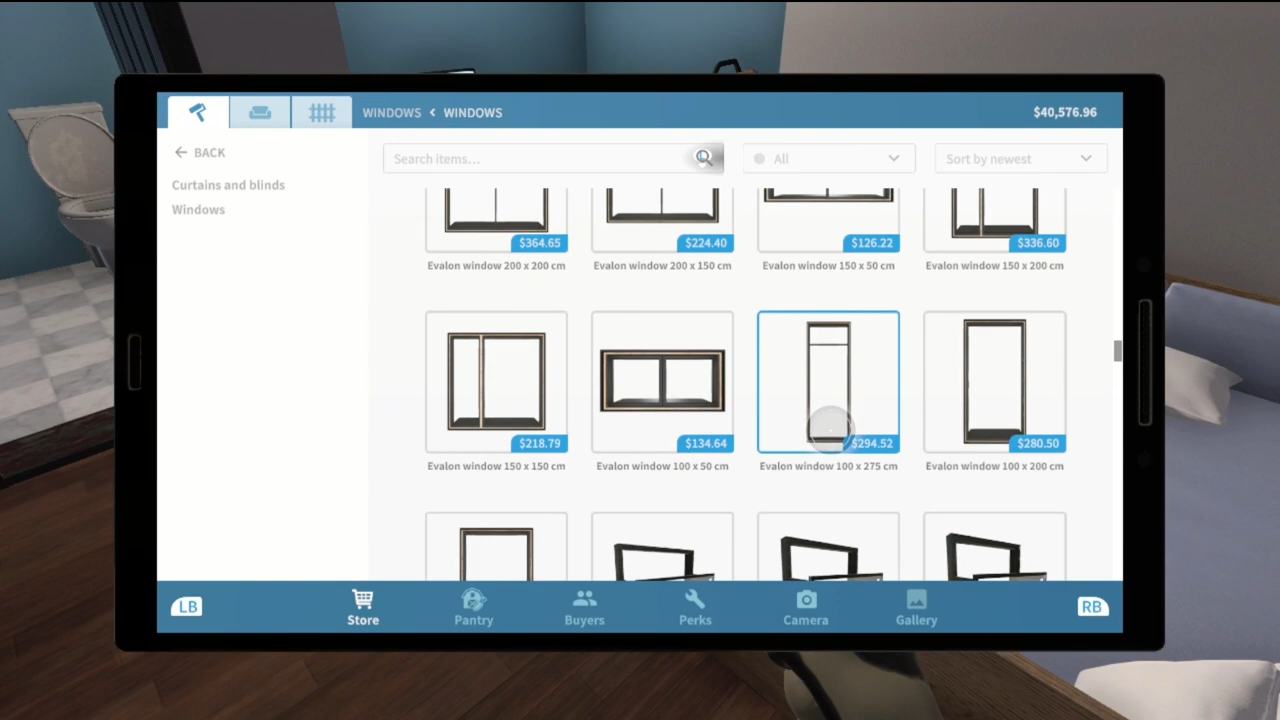 WINDOWS < WINDOWS
$40,576.96
BACK
Search items...
All
Sort by newest
Curtains and blinds
Windows
$364.65
$224.40
$126.22
$336.60
Evalon window 200 x 200 cm
Evalon window 200 x 150 cm
Evalon window 150 x 50 cm
Evalon window 150 x 200 cm
$218.79
$134.64
$294.52
$280.50
Evalon window 150 x 150 cm
Evalon window 100 x 50 cm
Evalon window 100 x 275 cm
Evalon window 100 x 200 cm
LB
Store
Pantry
Buyers
Perks
Camera
Gallery
RB